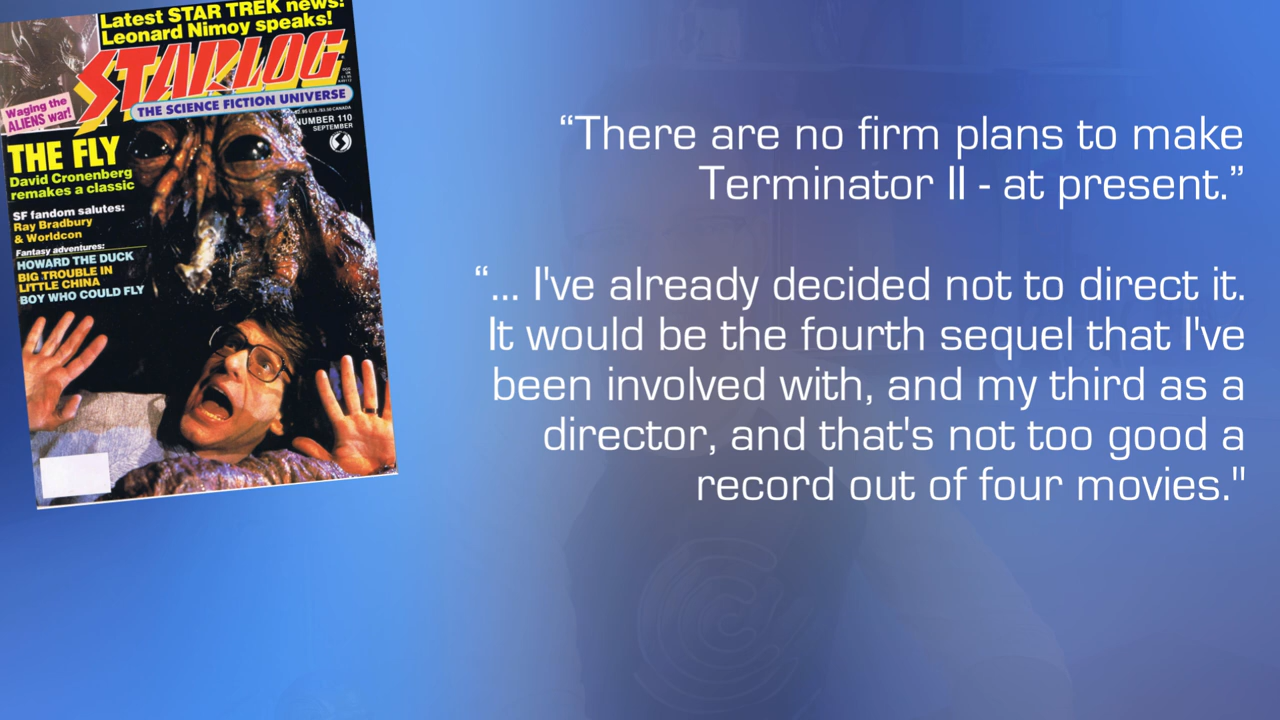 Latest STAR TREK news!
Leonard Nimoy speaks!
STARLOG
THE SCIENCE FICTION UNIVERSE
Waging the
ALIENS war!
NUMBER 110
SEPTEMBER
THE FLY
David Cronenberg
remakes a classic
SF fandom salutes:
Ray Bradbury
& Worldcon
Fantasy adventures:
HOWARD THE DUCK
BIG TROUBLE IN
LITTLE CHINA
BOY WHO COULD FLY
“There are no firm plans to make
Terminator II - at present.”
“... I've already decided not to direct it.
It would be the fourth sequel that I've
been involved with, and my third as a
director, and that's not too good a
record out of four movies."